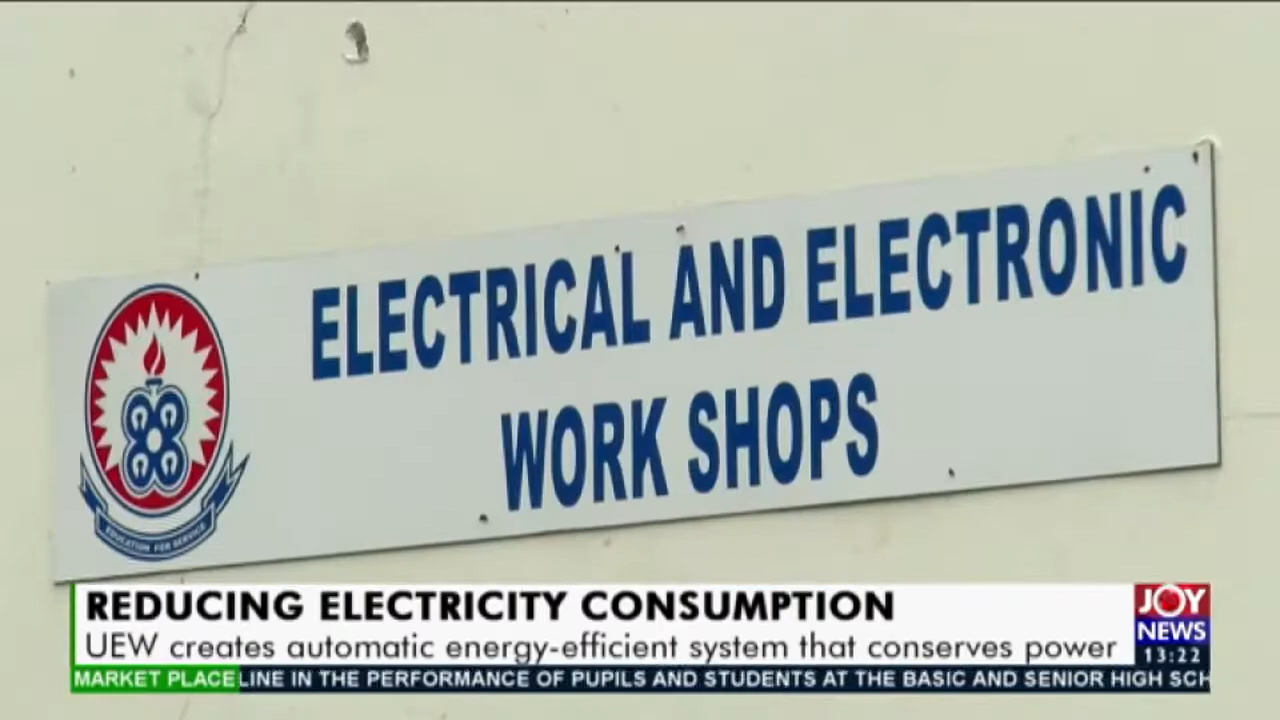 ELECTRICAL AND ELECTRONIC
WORK SHOPS
EDUCATION FOR SERVICE
REDUCING ELECTRICITY CONSUMPTION
UEW creates automatic energy-efficient system that conserves power
JOY
NEWS
13:22
MARKET PLACE LINE IN THE PERFORMANCE OF PUPILS AND STUDENTS AT THE BASIC AND SENIOR HIGH SCH